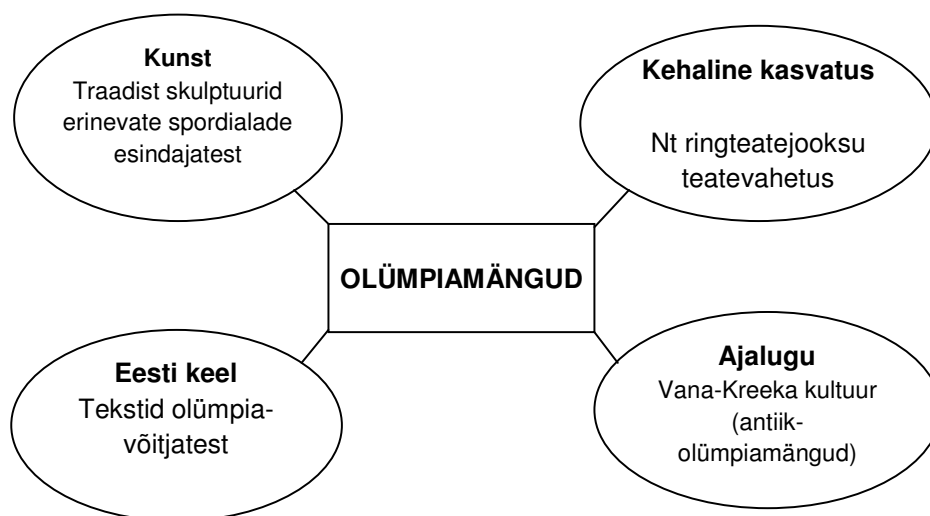 Kunst
Traadist skulptuurid
erinevate spordialade
esindajatest
Kehaline kasvatus
Nt ringteatejooksu
teatevahetus
OLÜMPIAMÄNGUD
Eesti keel
Tekstid olümpia-
võitjatest
Ajalugu
Vana-Kreeka kultuur
(antiik-
olümpiamängud)